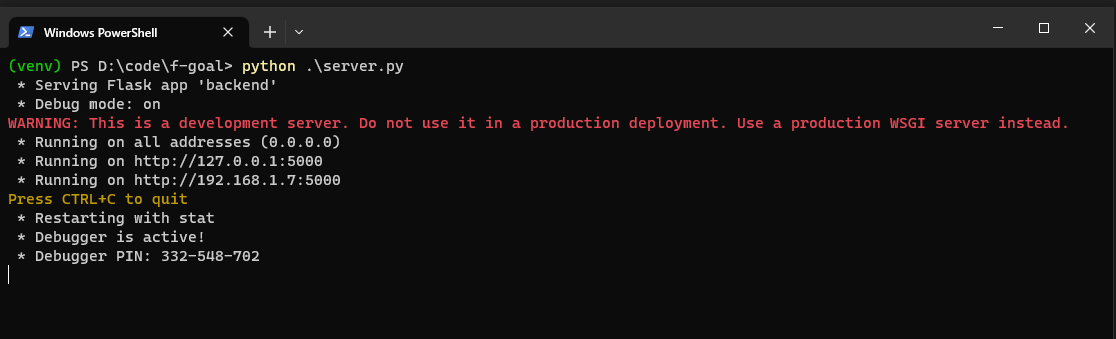 Windows PowerShell
(venv) PS D:\code\f-goal> python .\server.py
 * Serving Flask app 'backend'
 * Debug mode: on
WARNING: This is a development server. Do not use it in a production deployment. Use a production WSGI server instead.
 * Running on all addresses (0.0.0.0)
 * Running on http://127.0.0.1:5000
 * Running on http://192.168.1.7:5000
Press CTRL+C to quit
 * Restarting with stat
 * Debugger is active!
 * Debugger PIN: 332-548-702